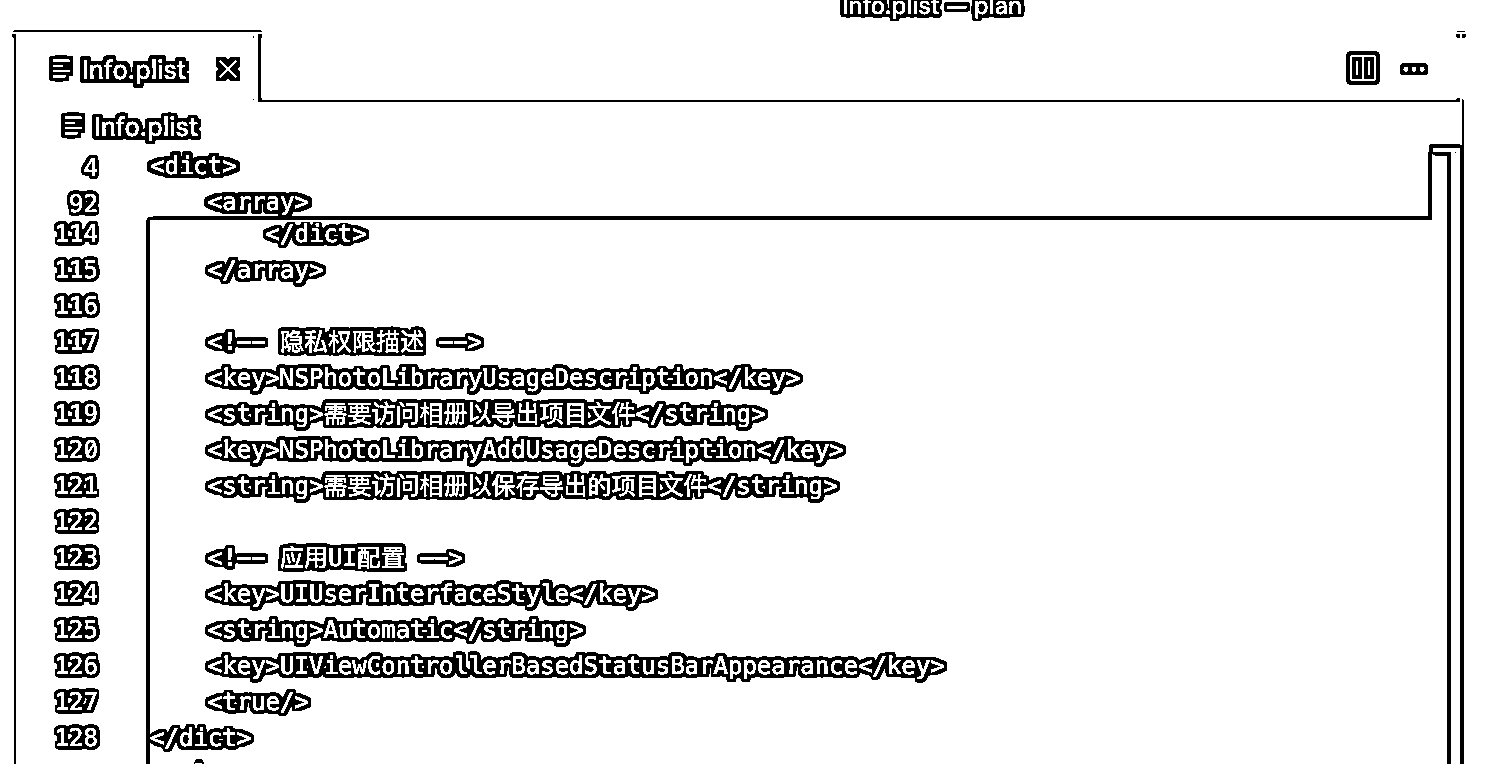 Info.plist — plan
Info.plist
Info.plist
4 <dict>
92 <array>
114 </dict>
115 </array>
116
117 <!-- 隐私权限描述 -->
118 <key>NSPhotoLibraryUsageDescription</key>
119 <string>需要访问相册以导出项目文件</string>
120 <key>NSPhotoLibraryAddUsageDescription</key>
121 <string>需要访问相册以保存导出的项目文件</string>
122
123 <!-- 应用UI配置 -->
124 <key>UIUserInterfaceStyle</key>
125 <string>Automatic</string>
126 <key>UIViewControllerBasedStatusBarAppearance</key>
127 <true/>
128 </dict>